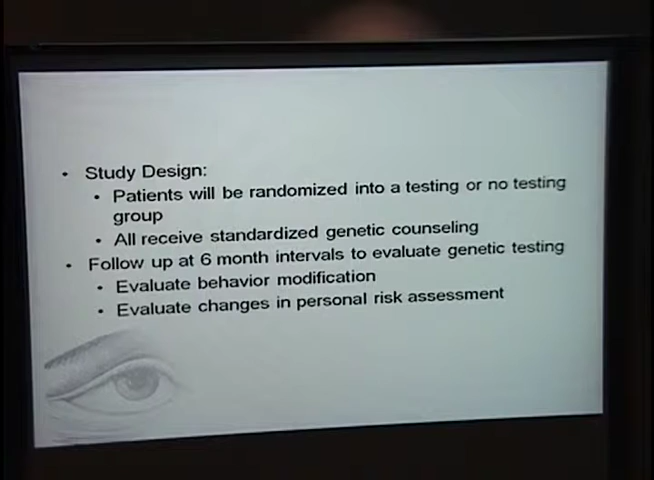 • Study Design:
• Patients will be randomized into a testing or no testing
group
• All receive standardized genetic counseling
• Follow up at 6 month intervals to evaluate genetic testing
• Evaluate behavior modification
• Evaluate changes in personal risk assessment